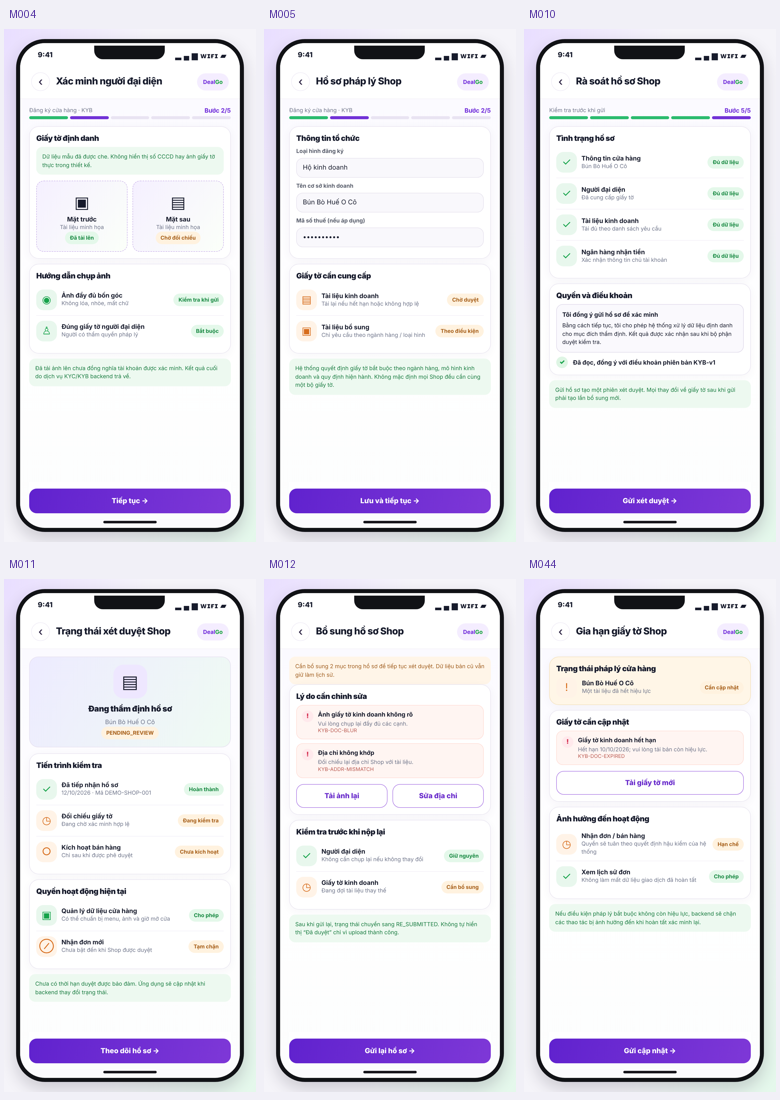 M004
9:41
WIFI
Xác minh người đại diện
DealGo
Đăng ký cửa hàng · KYB
Bước 2/5
Giấy tờ định danh
Dữ liệu mẫu đã được che. Không hiển thị số CCCD hay ảnh giấy tờ
thực trong thiết kế.
Mặt trước
Tài liệu minh họa
Đã tải lên
Mặt sau
Tài liệu minh họa
Chờ đối chiếu
Hướng dẫn chụp ảnh
Ảnh đầy đủ bốn góc
Không lóa, nhòe, mất chữ
Kiểm tra khi gửi
Đúng giấy tờ người đại diện
Người có thẩm quyền pháp lý
Bắt buộc
Đã tải ảnh lên chưa đồng nghĩa tài khoản được xác minh. Kết quả cuối
do dịch vụ KYC/KYB backend trả về.
Tiếp tục →
M005
9:41
WIFI
Hồ sơ pháp lý Shop
DealGo
Đăng ký cửa hàng · KYB
Bước 2/5
Thông tin tổ chức
Loại hình đăng ký
Hộ kinh doanh
Tên cơ sở kinh doanh
Bún Bò Huế O Cô
Mã số thuế (nếu áp dụng)
••••••••••
Giấy tờ cần cung cấp
Tài liệu kinh doanh
Tải lại nếu hết hạn hoặc không hợp lệ
Chờ duyệt
Tài liệu bổ sung
Chỉ yêu cầu theo ngành hàng / loại hình
Theo điều kiện
Hệ thống quyết định giấy tờ bắt buộc theo ngành hàng, mô hình kinh
doanh và quy định hiện hành. Không mặc định mọi Shop đều cần cùng
một bộ giấy tờ.
Lưu và tiếp tục →
M010
9:41
WIFI
Rà soát hồ sơ Shop
DealGo
Kiểm tra trước khi gửi
Bước 5/5
Tình trạng hồ sơ
Thông tin cửa hàng
Bún Bò Huế O Cô
Đủ dữ liệu
Người đại diện
Đã cung cấp giấy tờ
Đủ dữ liệu
Tài liệu kinh doanh
Tải đủ theo danh sách yêu cầu
Đủ dữ liệu
Ngân hàng nhận tiền
Xác nhận thông tin chủ tài khoản
Đủ dữ liệu
Quyền và điều khoản
Tôi đồng ý gửi hồ sơ để xác minh
Bằng cách tiếp tục, tôi cho phép hệ thống xử lý dữ liệu định danh
cho mục đích thẩm định. Kết quả được xác nhận sau khi bộ phận
duyệt kiểm tra.
Đã đọc, đồng ý với điều khoản phiên bản KYB-v1
Gửi hồ sơ tạo một phiên xét duyệt. Mọi thay đổi về giấy tờ sau khi gửi
phải tạo lần bổ sung mới.
Gửi xét duyệt →
M011
9:41
WIFI
Trạng thái xét duyệt Shop
DealGo
Đang thẩm định hồ sơ
Bún Bò Huế O Cô
PENDING_REVIEW
Tiến trình kiểm tra
Đã tiếp nhận hồ sơ
12/10/2026 · Mã DEMO-SHOP-001
Hoàn thành
Đối chiếu giấy tờ
Đang chờ xác minh hợp lệ
Đang kiểm tra
Kích hoạt bán hàng
Chỉ sau khi được phê duyệt
Chưa kích hoạt
Quyền hoạt động hiện tại
Quản lý dữ liệu cửa hàng
Có thể chuẩn bị menu, ảnh và giờ mở cửa
Cho phép
Nhận đơn mới
Chưa bật đến khi Shop được duyệt
Tạm chặn
Chưa có thời hạn duyệt được bảo đảm. Ứng dụng sẽ cập nhật khi
backend thay đổi trạng thái.
Theo dõi hồ sơ →
M012
9:41
WIFI
Bổ sung hồ sơ Shop
DealGo
Cần bổ sung 2 mục trong hồ sơ để tiếp tục xét duyệt. Dữ liệu bản cũ vẫn
giữ làm lịch sử.
Lý do cần chỉnh sửa
!
Ảnh giấy tờ kinh doanh không rõ
Vui lòng chụp lại đầy đủ các cạnh.
KYB-DOC-BLUR
!
Địa chỉ không khớp
Đối chiếu lại địa chỉ Shop với tài liệu.
KYB-ADDR-MISMATCH
Tải ảnh lại
Sửa địa chỉ
Kiểm tra trước khi nộp lại
Người đại diện
Không cần chụp lại nếu không thay đổi
Giữ nguyên
Giấy tờ kinh doanh
Đang đợi tài liệu thay thế
Cần bổ sung
Sau khi gửi lại, trạng thái chuyển sang RE_SUBMITTED. Không tự hiển
thị "Đã duyệt" chỉ vì upload thành công.
Gửi lại hồ sơ →
M044
9:41
WIFI
Gia hạn giấy tờ Shop
DealGo
Trạng thái pháp lý cửa hàng
!
Bún Bò Huế O Cô
Một tài liệu đã hết hiệu lực
Cần cập nhật
Giấy tờ cần cập nhật
!
Giấy tờ kinh doanh hết hạn
Hết hạn 10/10/2026; vui lòng tải bản còn hiệu lực.
KYB-DOC-EXPIRED
Tải giấy tờ mới
Ảnh hưởng đến hoạt động
Nhận đơn / bán hàng
Quyền sẽ tuân theo quyết định hậu kiểm của hệ
thống
Hạn chế
Xem lịch sử đơn
Không làm mất dữ liệu giao dịch đã hoàn tất
Cho phép
Nếu điều kiện pháp lý bắt buộc không còn hiệu lực, backend sẽ chặn
các thao tác bị ảnh hưởng đến khi hoàn tất xác minh lại.
Gửi cập nhật →